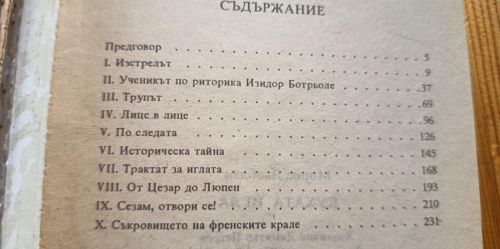 СЪДЪРЖАНИЕ
Предговор . . . . . . . . . . . . . . . . . . . . 5
I. Изстрелът . . . . . . . . . . . . . . . . . . . . 9
II. Ученикът по риторика Изидор Ботрьоле . . . . . . . 37
III. Трупът . . . . . . . . . . . . . . . . . . . . 69
IV. Лице в лице . . . . . . . . . . . . . . . . . . 96
V. По следата . . . . . . . . . . . . . . . . . . 126
VI. Историческа тайна . . . . . . . . . . . . . . . 145
VII. Трактат за иглата . . . . . . . . . . . . . . . 168
VIII. От Цезар до Люпен . . . . . . . . . . . . . . 193
IX. Сезам, отвори се! . . . . . . . . . . . . . . . 210
X. Съкровището на френските крале . . . . . . . . . 231